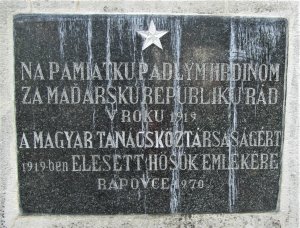 NA PAMIATKU PADLÝM HRDINOM
ZA MAĎARSKÚ REPUBLIKU RÁD
V ROKU 1919
A MAGYAR TANÁCSKÖZTÁRSASÁGÉRT
1919-ben ELESETT HŐSÖK EMLÉKÉRE
RAPOVCE 1970